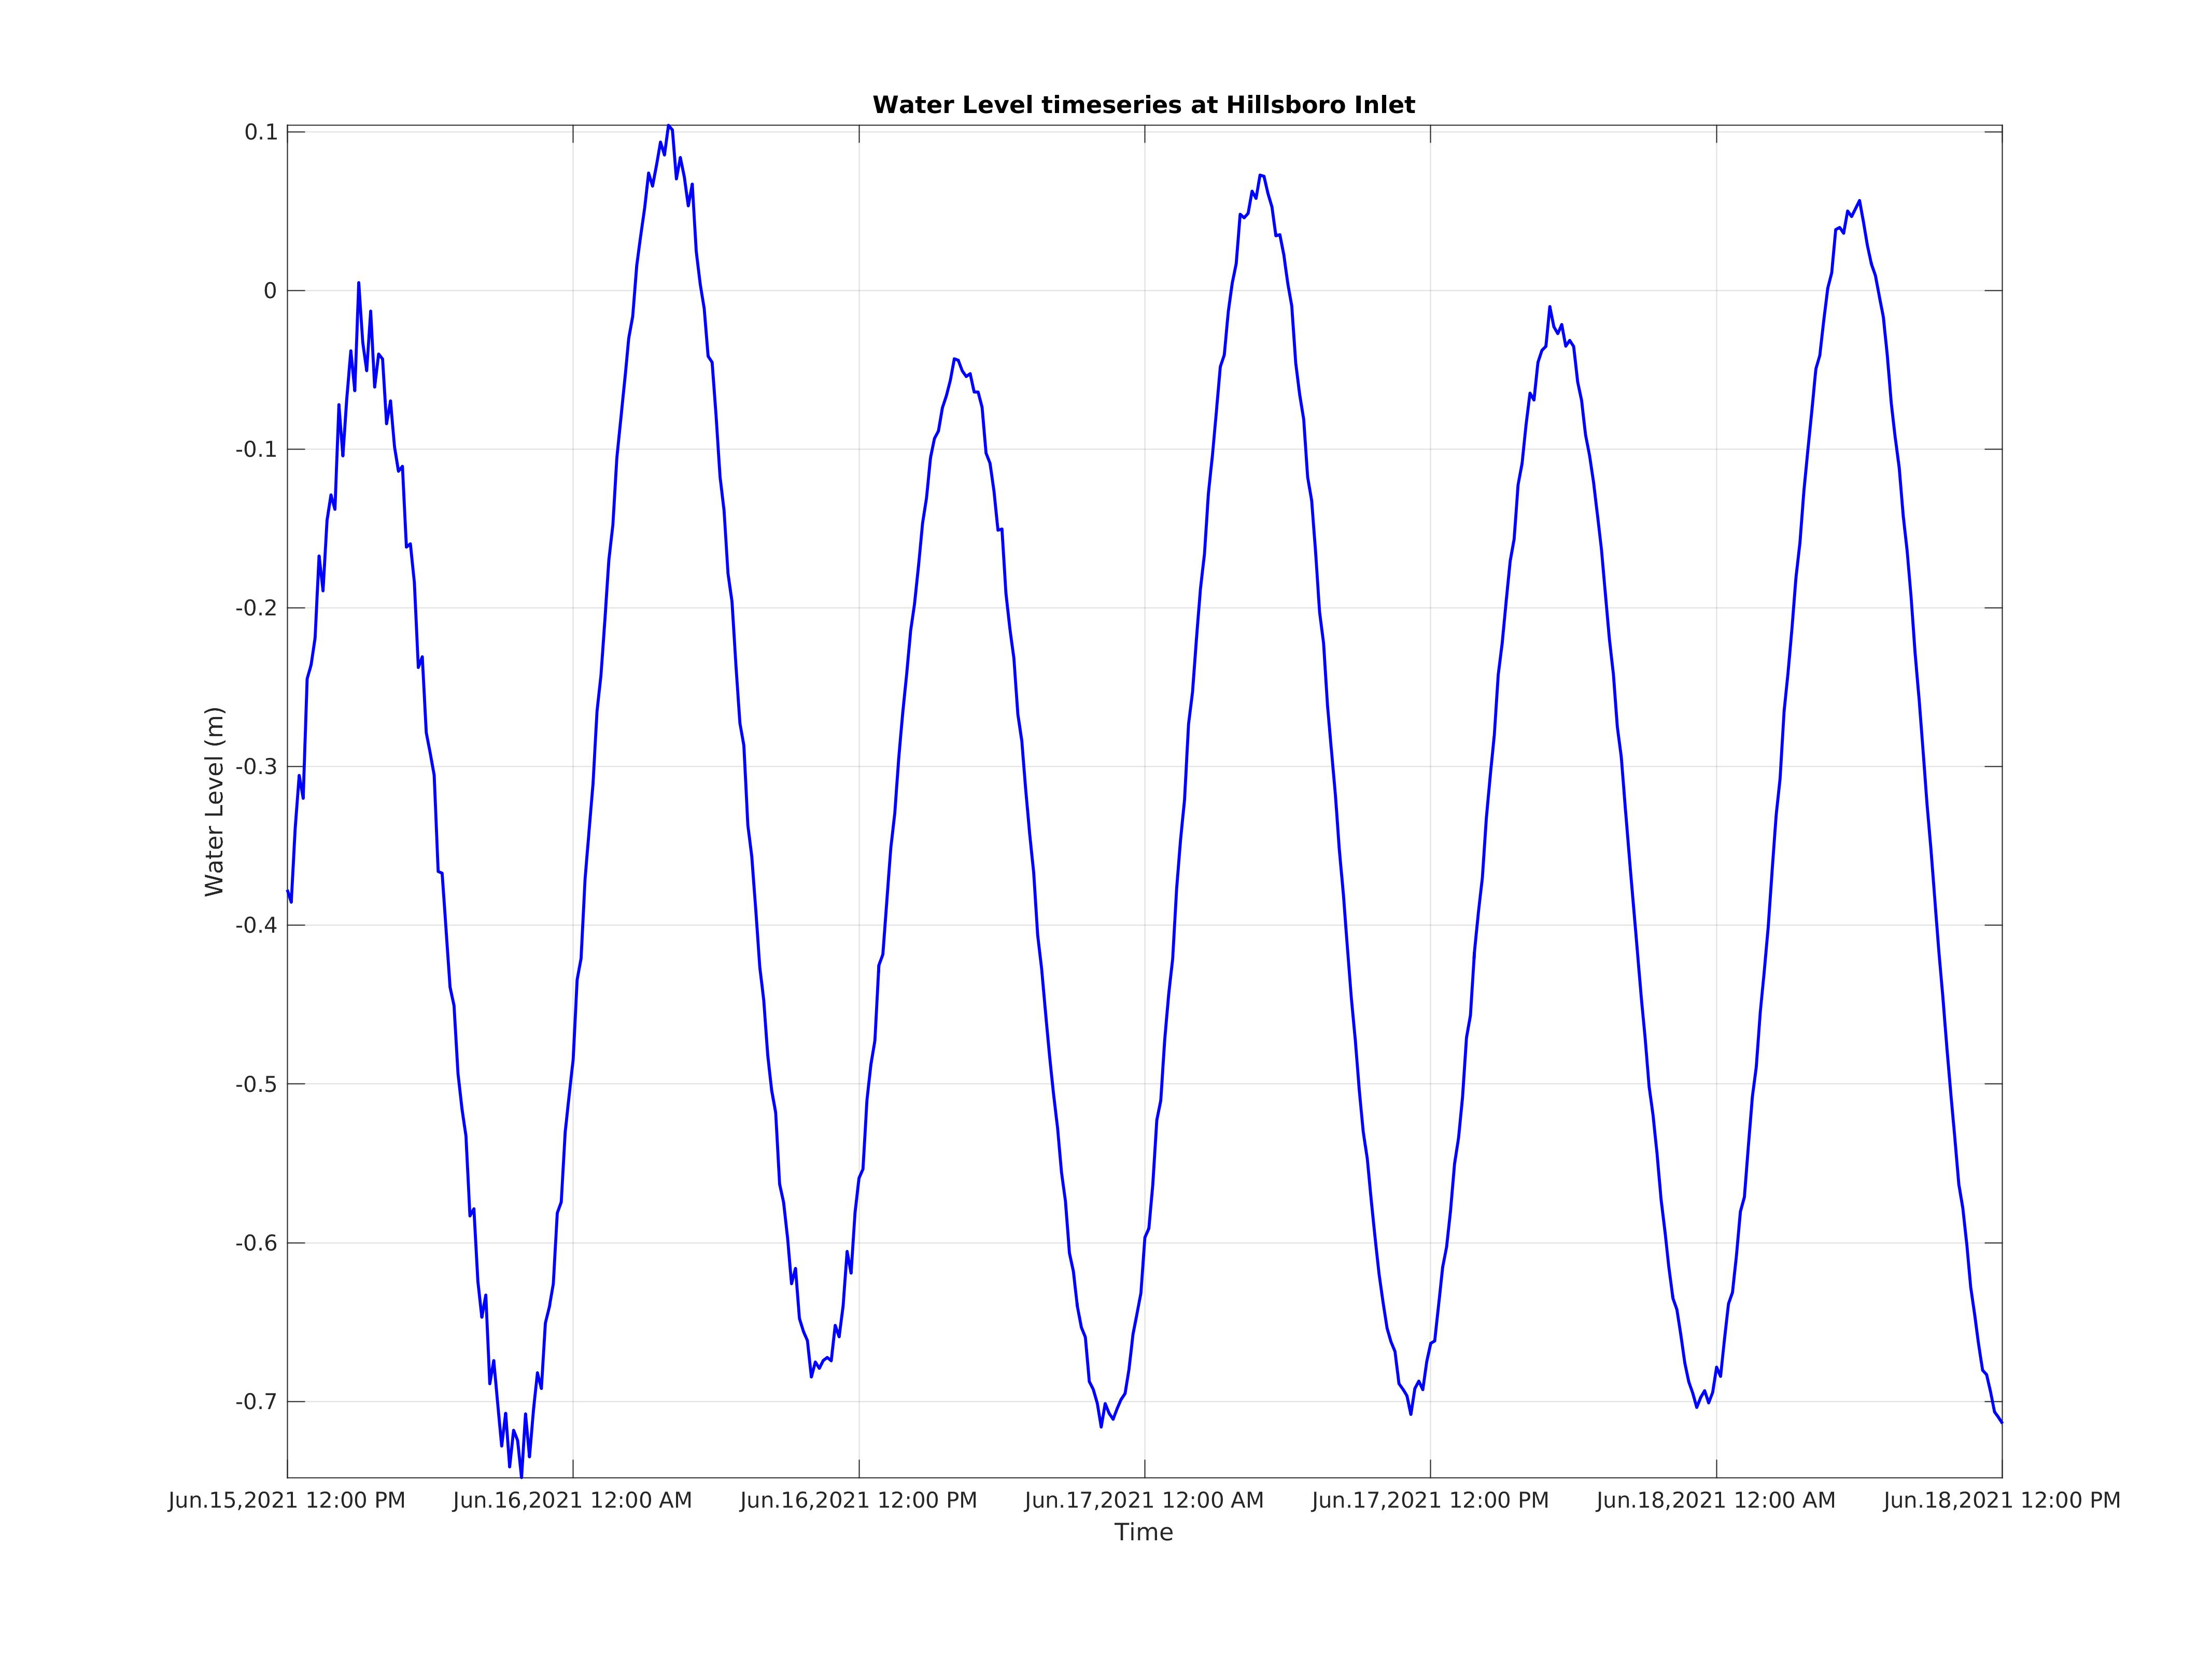 Water Level timeseries at Hillsboro Inlet
0.1
0
-0.1
-0.2
-0.3
-0.4
-0.5
-0.6
-0.7
Water Level (m)
Jun.15,2021 12:00 PM
Jun.16,2021 12:00 AM
Jun.16,2021 12:00 PM
Jun.17,2021 12:00 AM
Jun.17,2021 12:00 PM
Jun.18,2021 12:00 AM
Jun.18,2021 12:00 PM
Time